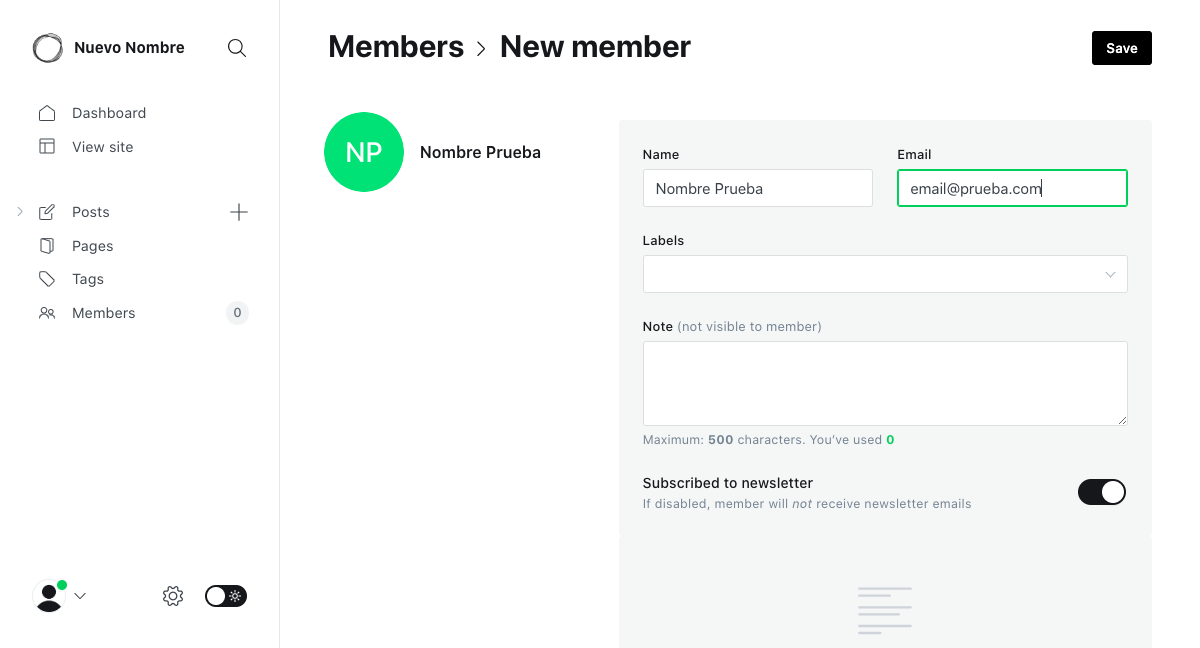 Nuevo Nombre
Dashboard
View site
Posts
Pages
Tags
Members 0
Members > New member
Save
NP
Nombre Prueba
Name
Nombre Prueba
Email
email@prueba.com
Labels
Note (not visible to member)
Maximum: 500 characters. You've used 0
Subscribed to newsletter
If disabled, member will not receive newsletter emails